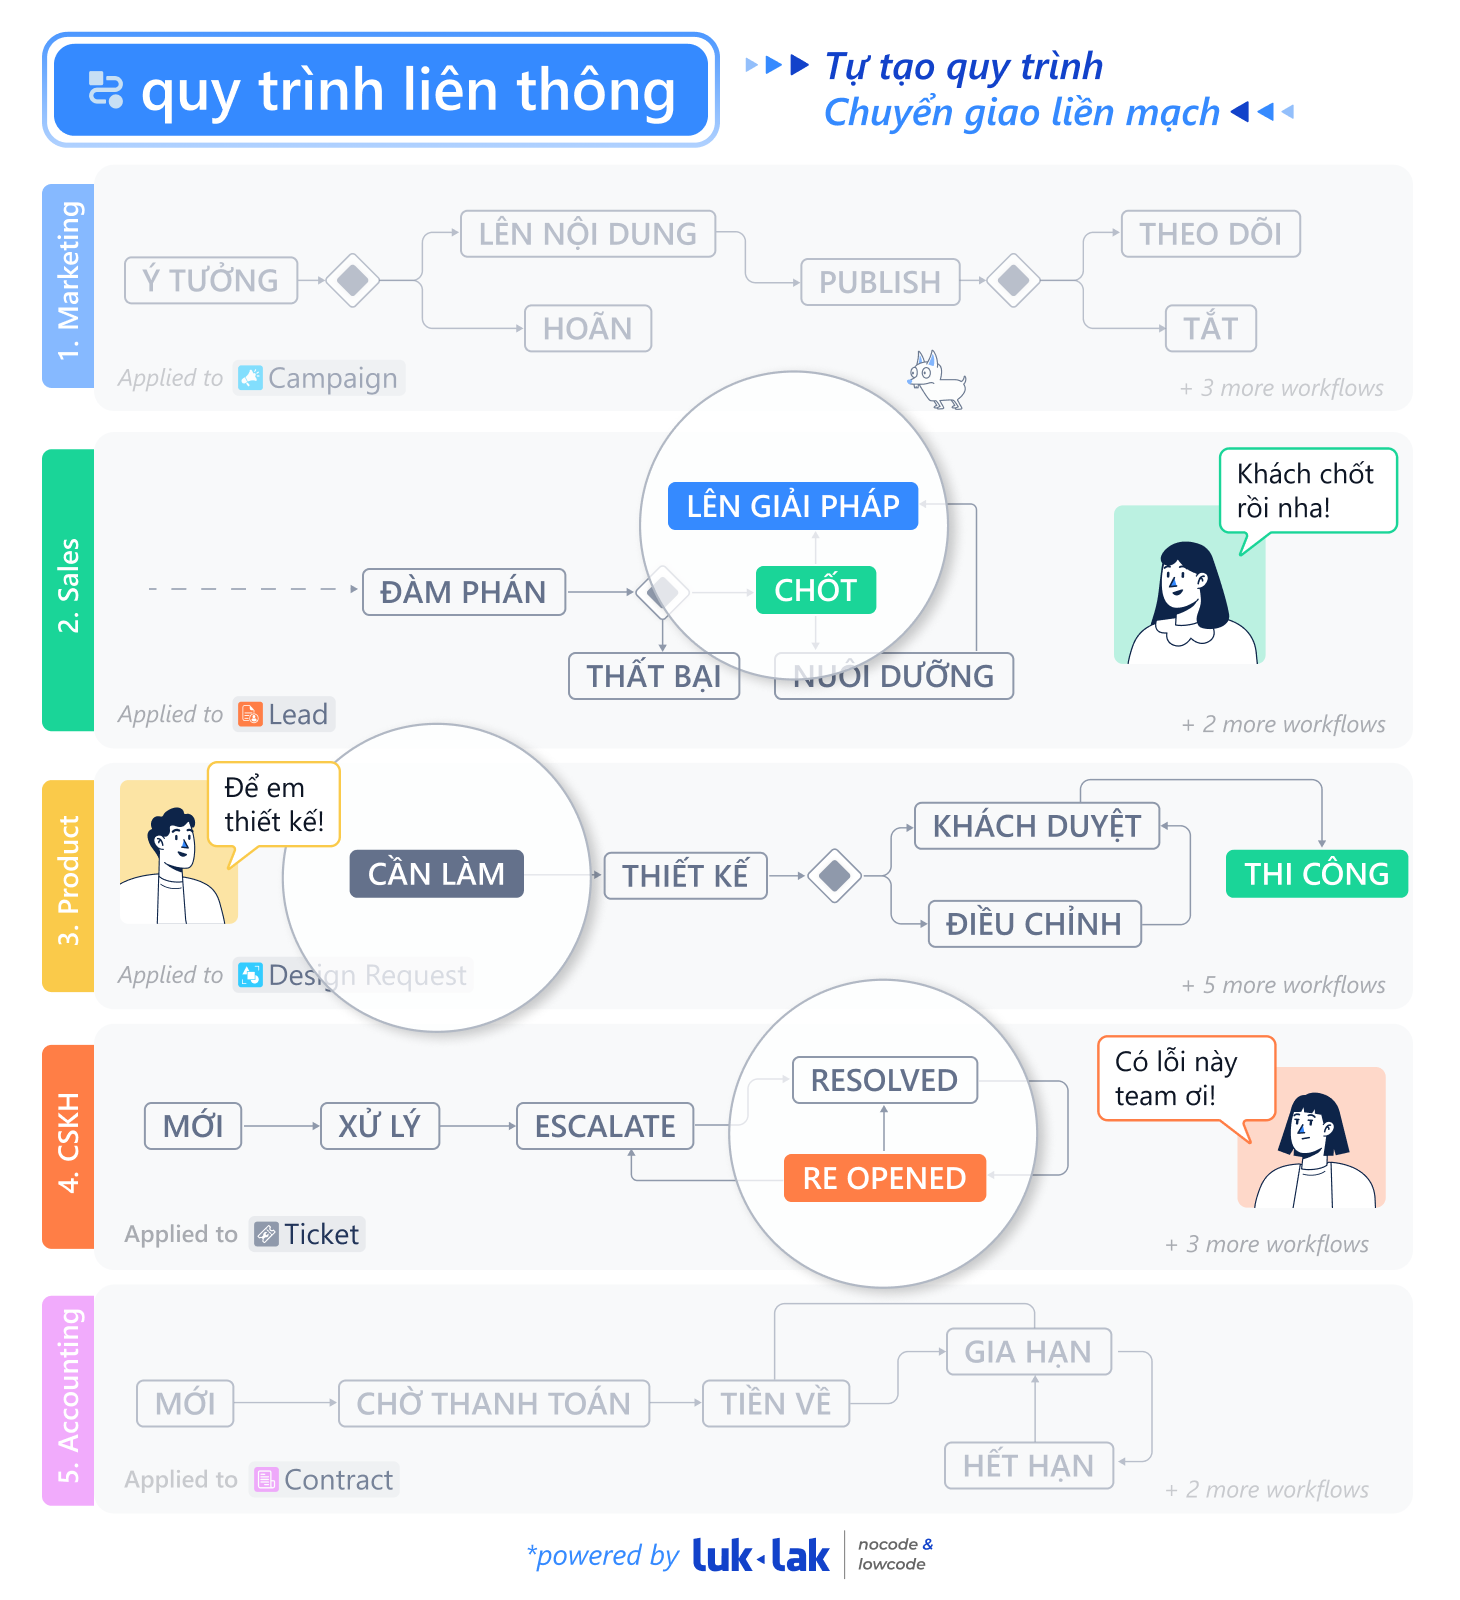 quy trình liên thông
Tự tạo quy trình
Chuyển giao liền mạch
1. Marketing
Ý TƯỞNG
LÊN NỘI DUNG
HOÃN
PUBLISH
THEO DÕI
TẮT
Applied to Campaign
+ 3 more workflows
2. Sales
LÊN GIẢI PHÁP
ĐÀM PHÁN
CHỐT
THẤT BẠI
NUÔI DƯỠNG
Khách chốt
rồi nha!
Applied to Lead
+ 2 more workflows
3. Product
Để em
thiết kế!
CẦN LÀM
THIẾT KẾ
KHÁCH DUYỆT
ĐIỀU CHỈNH
THI CÔNG
Applied to Design Request
+ 5 more workflows
4. CSKH
MỚI
XỬ LÝ
ESCALATE
RESOLVED
RE OPENED
Có lỗi này
team ơi!
Applied to Ticket
+ 3 more workflows
5. Accounting
MỚI
CHỜ THANH TOÁN
TIỀN VỀ
GIA HẠN
HẾT HẠN
Applied to Contract
+ 2 more workflows
*powered by luk lak
nocode &
lowcode